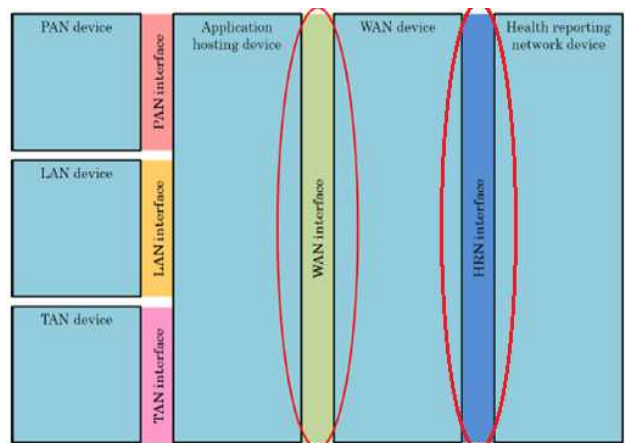 PAN device
PAN interface
Application
hosting device
WAN device
Health reporting
network device
LAN device
LAN interface
WAN interface
HRN interface
TAN device
TAN interface